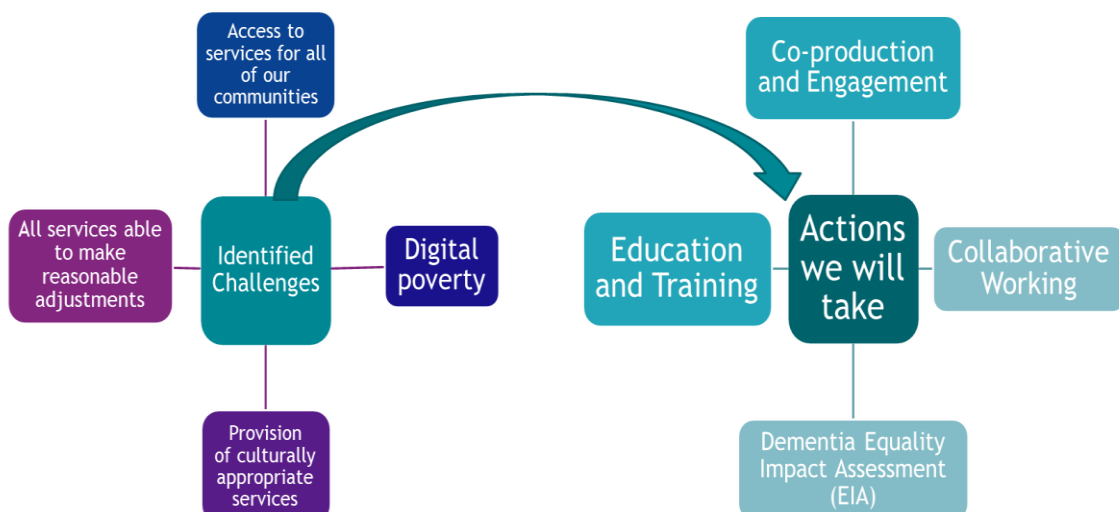 Access to
services for all
of our
communities
All services able
to make
reasonable
adjustments
Identified
Challenges
Digital
poverty
Provision
of culturally
appropriate
services
Co-production
and Engagement
Education
and Training
Actions
we will
take
Collaborative
Working
Dementia Equality
Impact Assessment
(EIA)